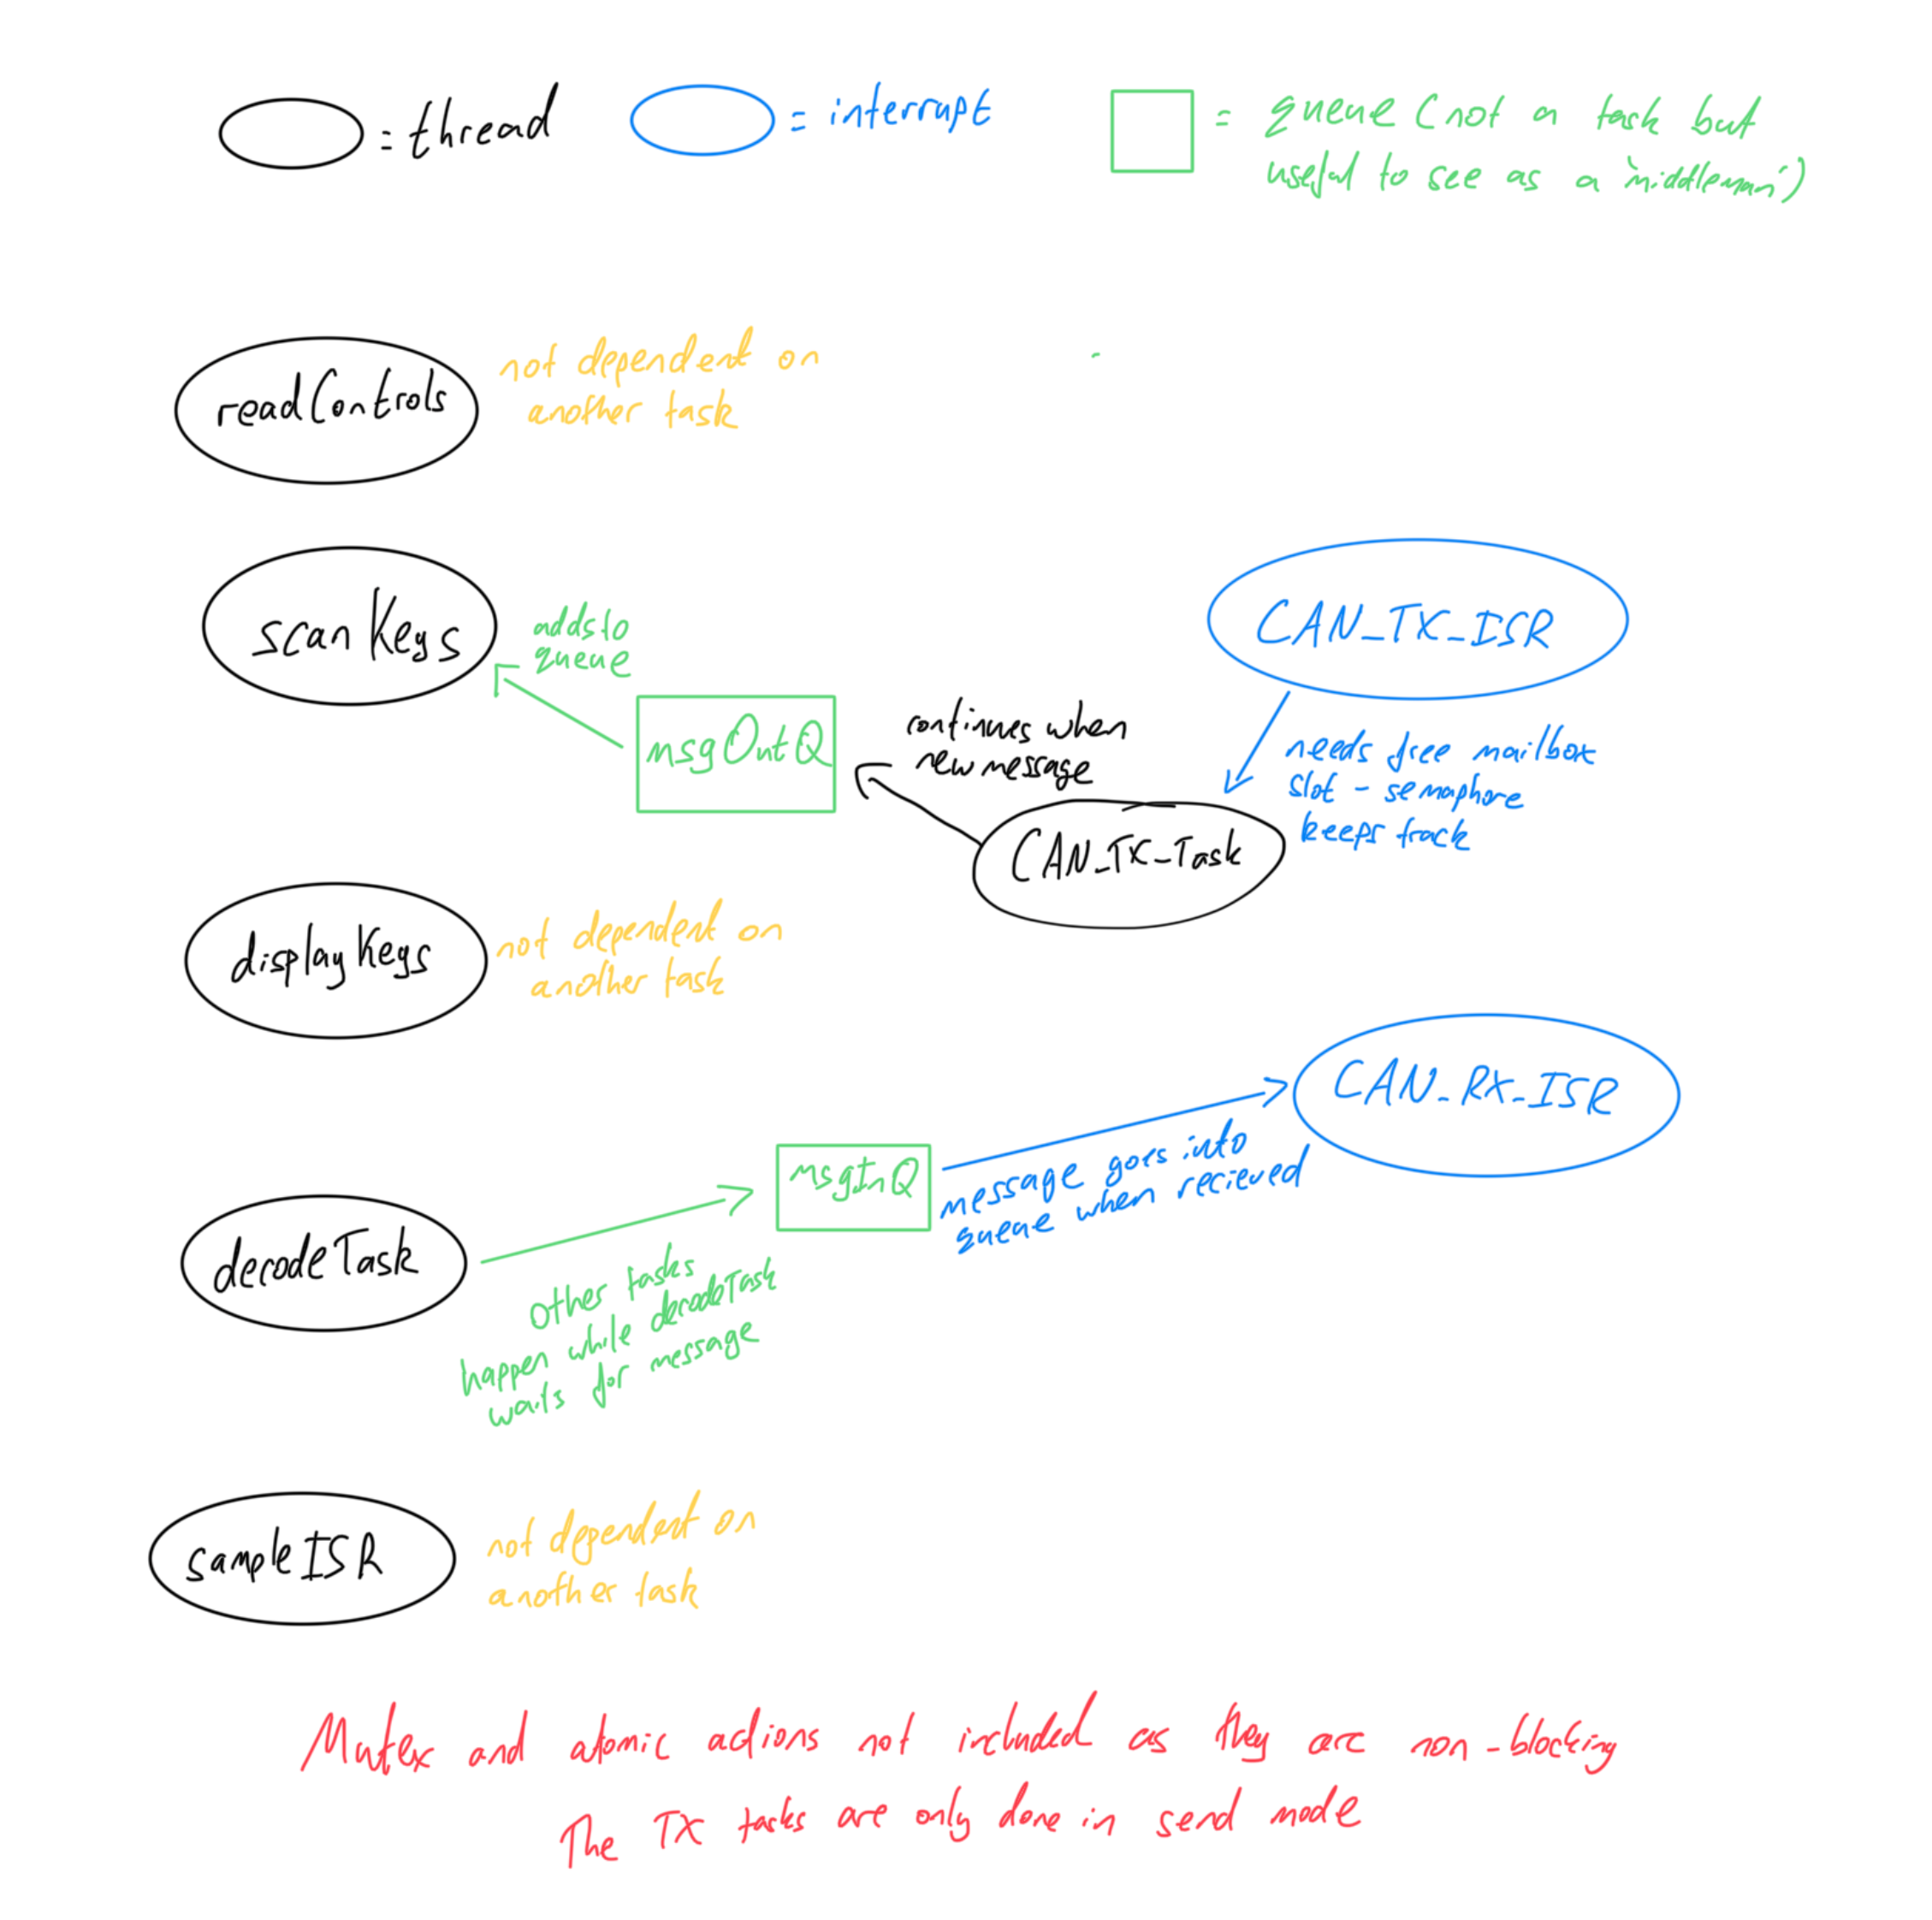 = thread
= interrupt
= queue (not a task but
useful to see as a 'middleman')
readControls
not dependent on
another task
scanKeys
adds to
queue
msgOutQ
continues when
new message
CAN_TX_Task
CAN_TX_ISR
needs free mailbox
slot - semaphore
keeps track
displayKeys
not dependent on
another task
CAN_RX_ISR
msgInQ
message goes into
queue when recieved
decodeTask
Other tasks
happen while decodeTask
waits for message
sampleISR
not dependent on
another task
Mutex and atomic actions not included as they are non-blocking
The TX tasks are only done in send mode